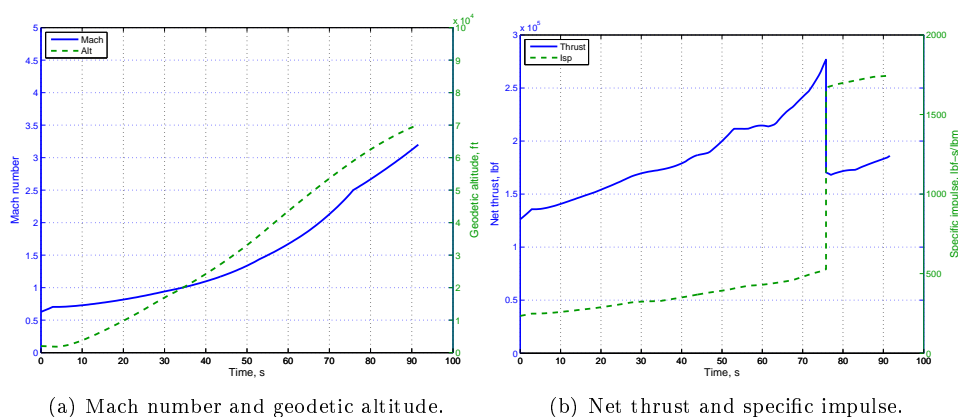 x 10⁴
5
4.5
4
3.5
3
2.5
2
1.5
1
0.5
0
Mach number
Mach
Alt
10
9
8
7
6
5
4
3
2
1
0
Geodetic altitude, ft
0 10 20 30 40 50 60 70 80 90 100
Time, s
(a) Mach number and geodetic altitude.
x 10⁵
3
2.5
2
1.5
1
0.5
0
Net thrust, lbf
Thrust
Isp
2000
1500
1000
500
0
Specific impulse, lbf−s/lbm
0 10 20 30 40 50 60 70 80 90 100
Time, s
(b) Net thrust and specific impulse.